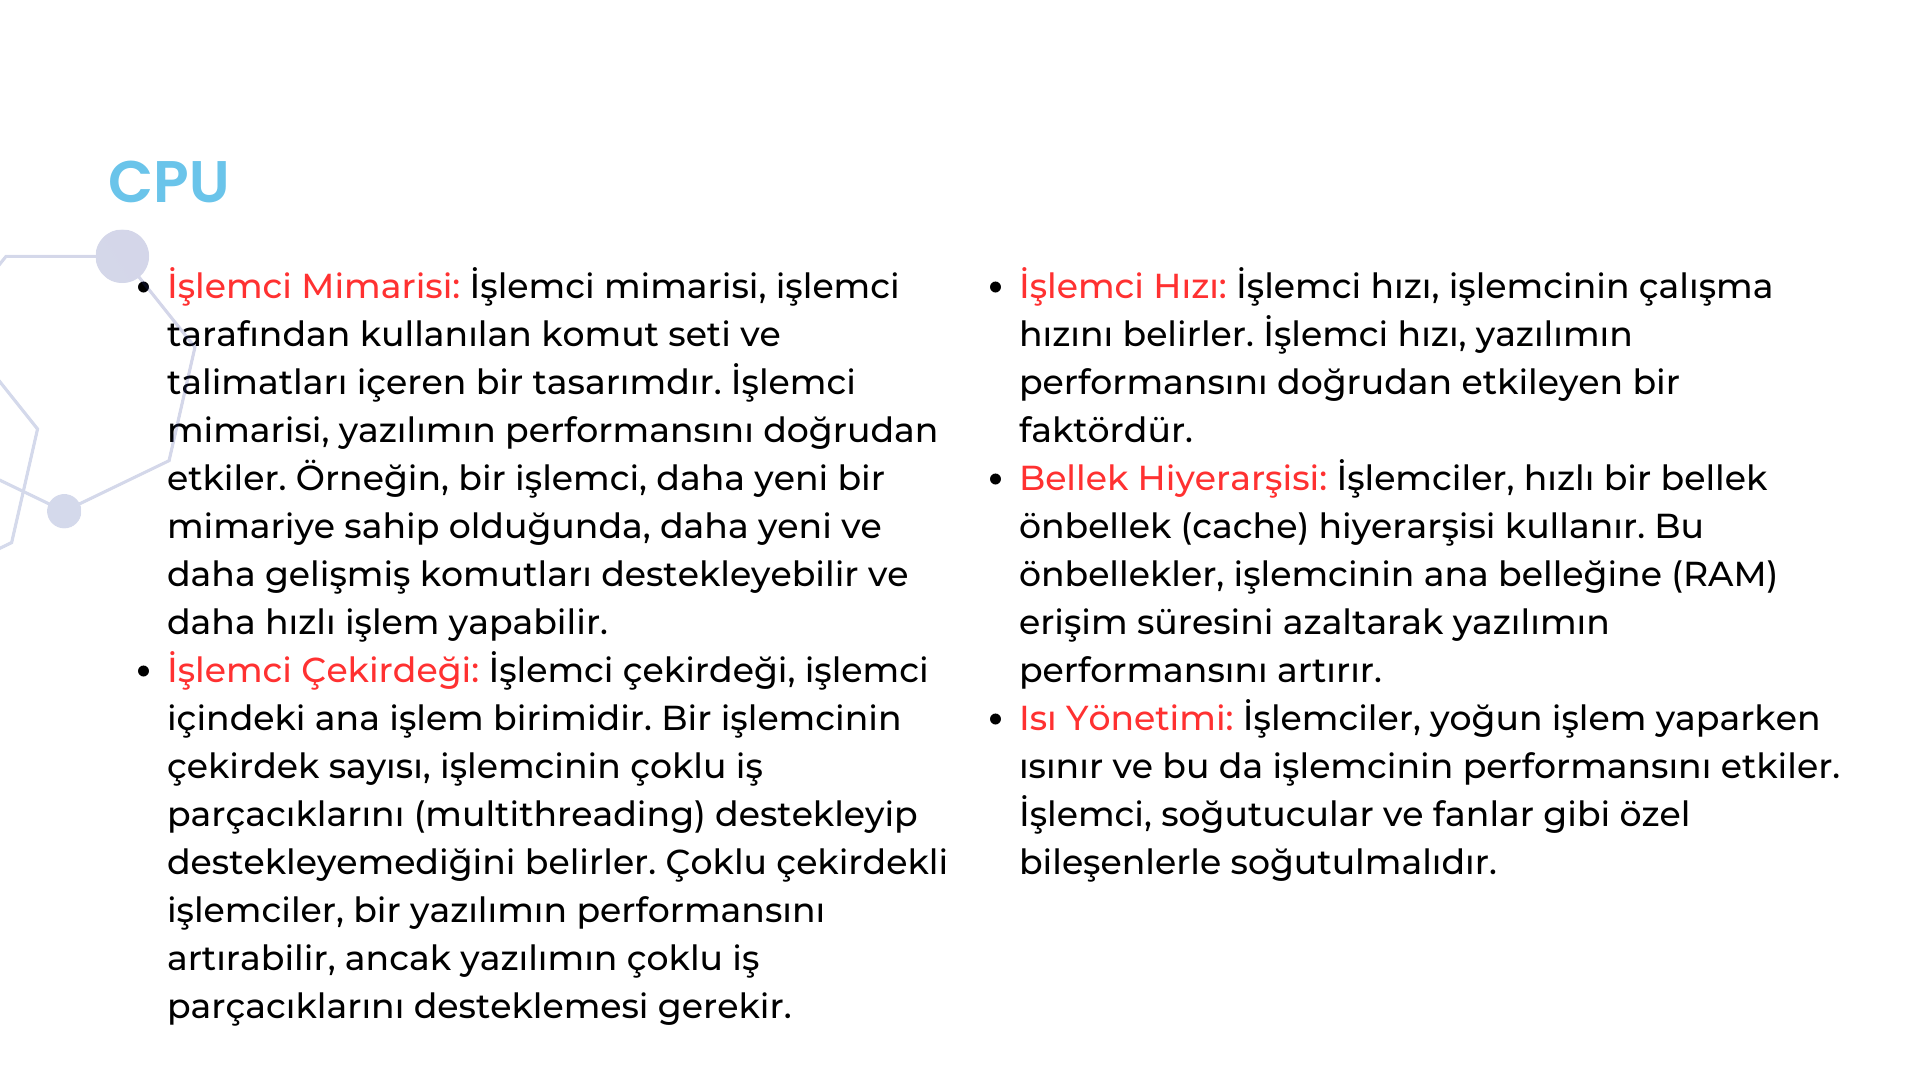 CPU
İşlemci Mimarisi: İşlemci mimarisi, işlemci
tarafından kullanılan komut seti ve
talimatları içeren bir tasarımdır. İşlemci
mimarisi, yazılımın performansını doğrudan
etkiler. Örneğin, bir işlemci, daha yeni bir
mimariye sahip olduğunda, daha yeni ve
daha gelişmiş komutları destekleyebilir ve
daha hızlı işlem yapabilir.
İşlemci Çekirdeği: İşlemci çekirdeği, işlemci
içindeki ana işlem birimidir. Bir işlemcinin
çekirdek sayısı, işlemcinin çoklu iş
parçacıklarını (multithreading) destekleyip
destekleyemediğini belirler. Çoklu çekirdekli
işlemciler, bir yazılımın performansını
artırabilir, ancak yazılımın çoklu iş
parçacıklarını desteklemesi gerekir.
İşlemci Hızı: İşlemci hızı, işlemcinin çalışma
hızını belirler. İşlemci hızı, yazılımın
performansını doğrudan etkileyen bir
faktördür.
Bellek Hiyerarşisi: İşlemciler, hızlı bir bellek
önbellek (cache) hiyerarşisi kullanır. Bu
önbellekler, işlemcinin ana belleğine (RAM)
erişim süresini azaltarak yazılımın
performansını artırır.
Isı Yönetimi: İşlemciler, yoğun işlem yaparken
ısınır ve bu da işlemcinin performansını etkiler.
İşlemci, soğutucular ve fanlar gibi özel
bileşenlerle soğutulmalıdır.